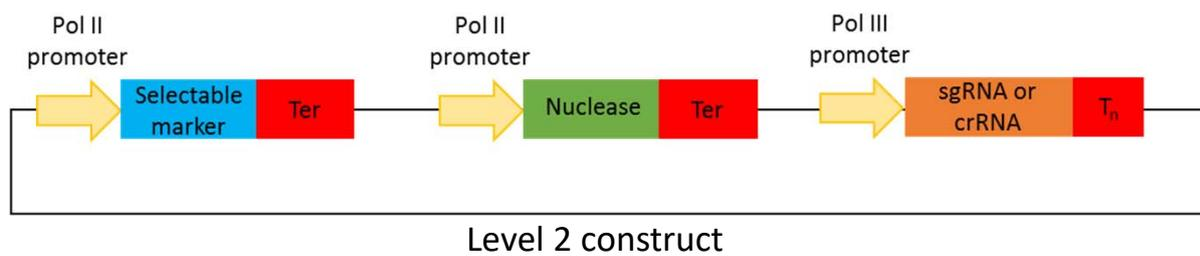 Pol II
promoter
Pol II
promoter
Pol III
promoter
Selectable
marker
Ter
Nuclease
Ter
sgRNA or
crRNA
Tn
Level 2 construct